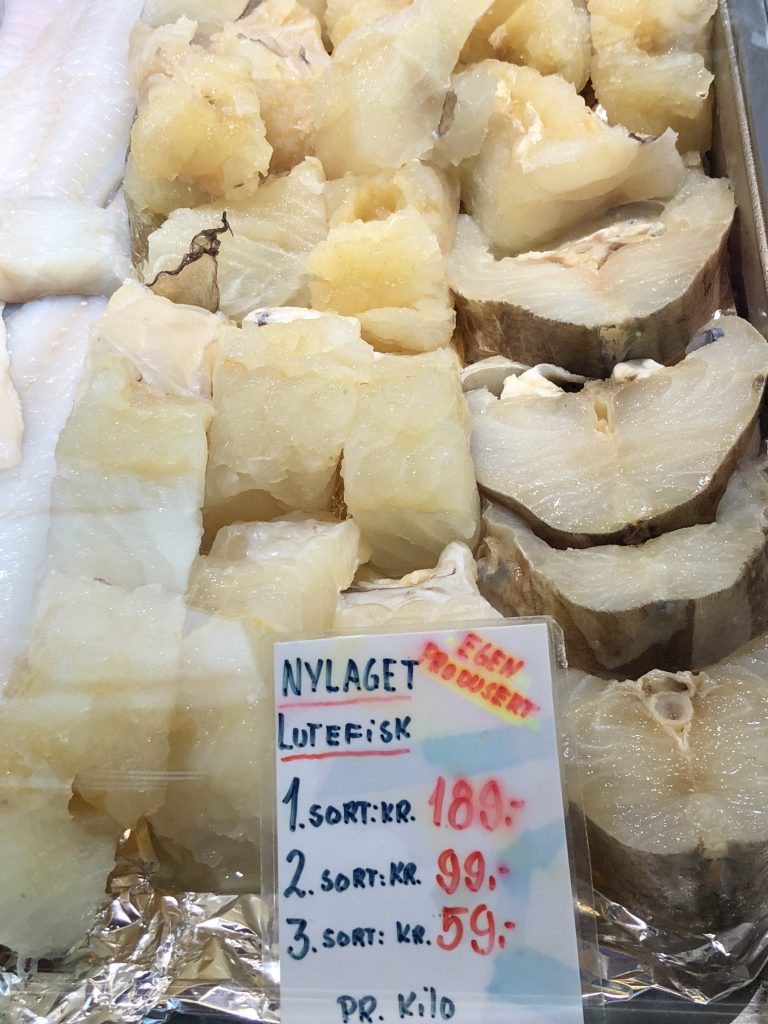 EGEN
PRODUSERT
NYLAGET
LUTEFISK
1. SORT: KR. 189,-
2. SORT: KR. 99,-
3. SORT: KR. 59,-
PR. Kilo